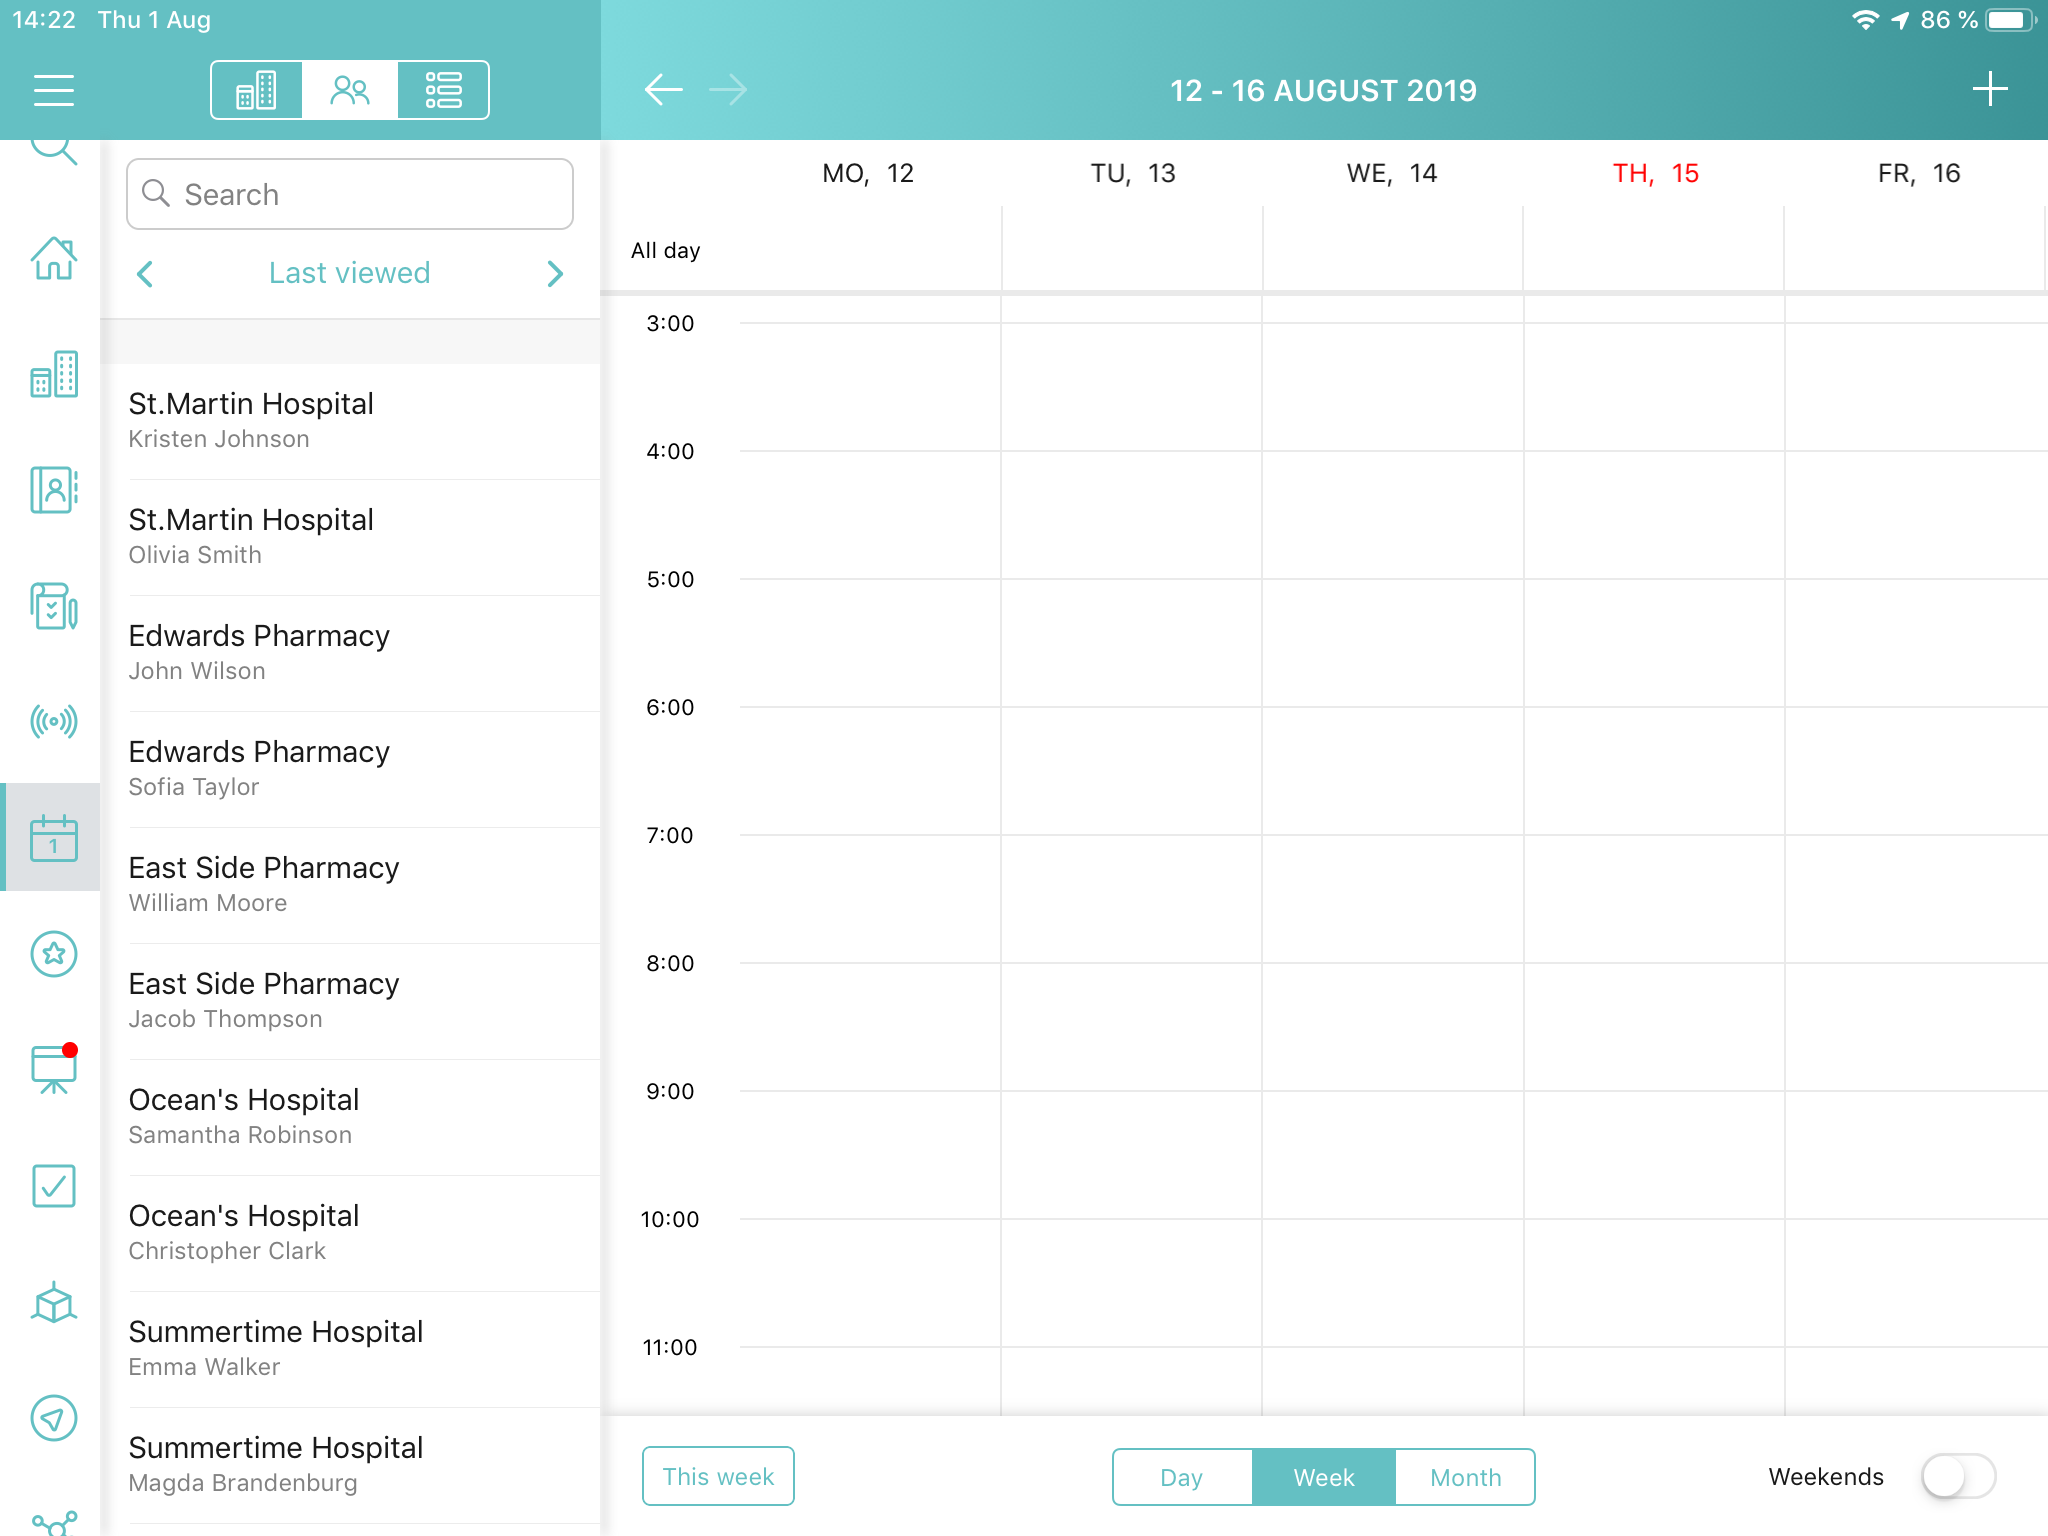 14:22 Thu 1 Aug
86 %
12 - 16 AUGUST 2019
Search
Last viewed
St.Martin Hospital
Kristen Johnson
St.Martin Hospital
Olivia Smith
Edwards Pharmacy
John Wilson
Edwards Pharmacy
Sofia Taylor
East Side Pharmacy
William Moore
East Side Pharmacy
Jacob Thompson
Ocean's Hospital
Samantha Robinson
Ocean's Hospital
Christopher Clark
Summertime Hospital
Emma Walker
Summertime Hospital
Magda Brandenburg
1
MO, 12 TU, 13 WE, 14 TH, 15 FR, 16
All day
3:00
4:00
5:00
6:00
7:00
8:00
9:00
10:00
11:00
This week
Day Week Month
Weekends